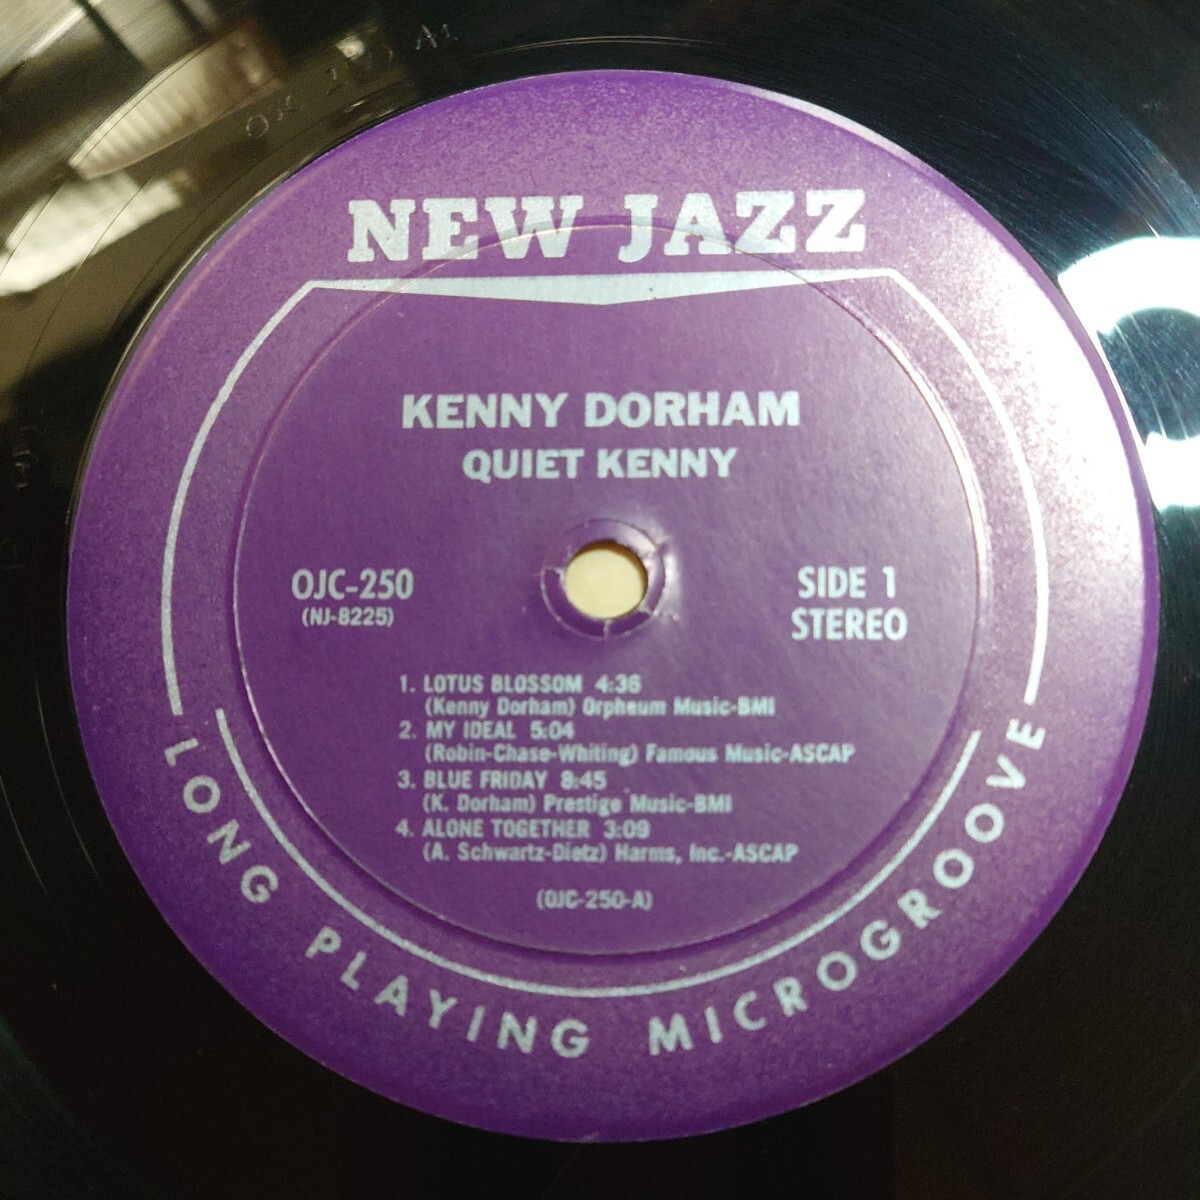 NEW JAZZ
KENNY DORHAM
QUIET KENNY
OJC-250
(NJ-8225)
SIDE 1
STEREO
1. LOTUS BLOSSOM 4:36
(Kenny Dorham) Orpheum Music-BMI
2. MY IDEAL 5:04
(Robin-Chase-Whiting) Famous Music-ASCAP
3. BLUE FRIDAY 8:45
(K. Dorham) Prestige Music-BMI
4. ALONE TOGETHER 3:09
(A. Schwartz-Dietz) Harms, Inc.-ASCAP
(OJC-250-A)
LONG PLAYING MICROGROOVE